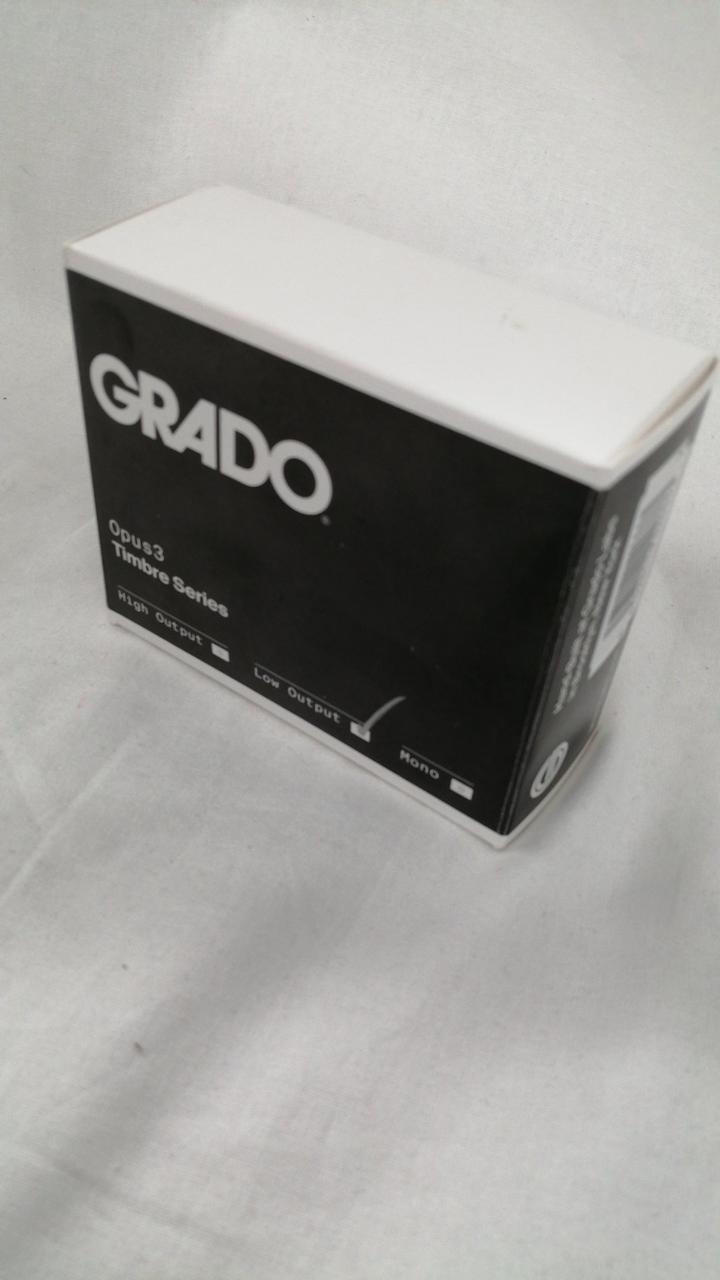 GRADO
Opus3
Timbre Series
High Output
Low Output
Mono